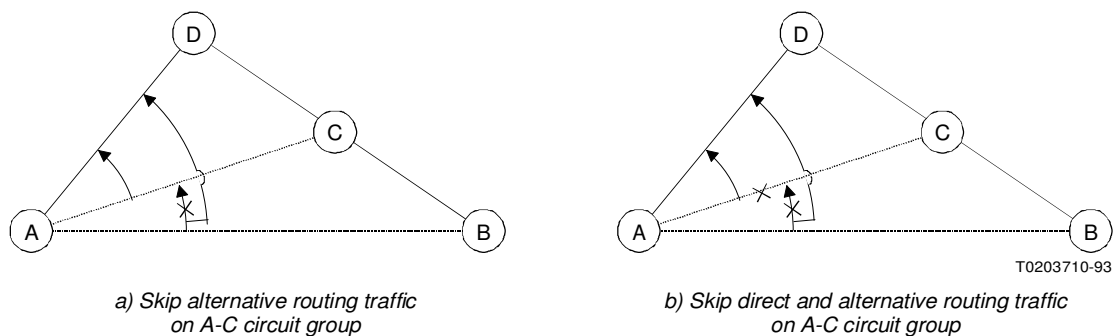 D
C
A
B
D
C
A
B
T0203710-93
a) Skip alternative routing traffic
on A-C circuit group
b) Skip direct and alternative routing traffic
on A-C circuit group